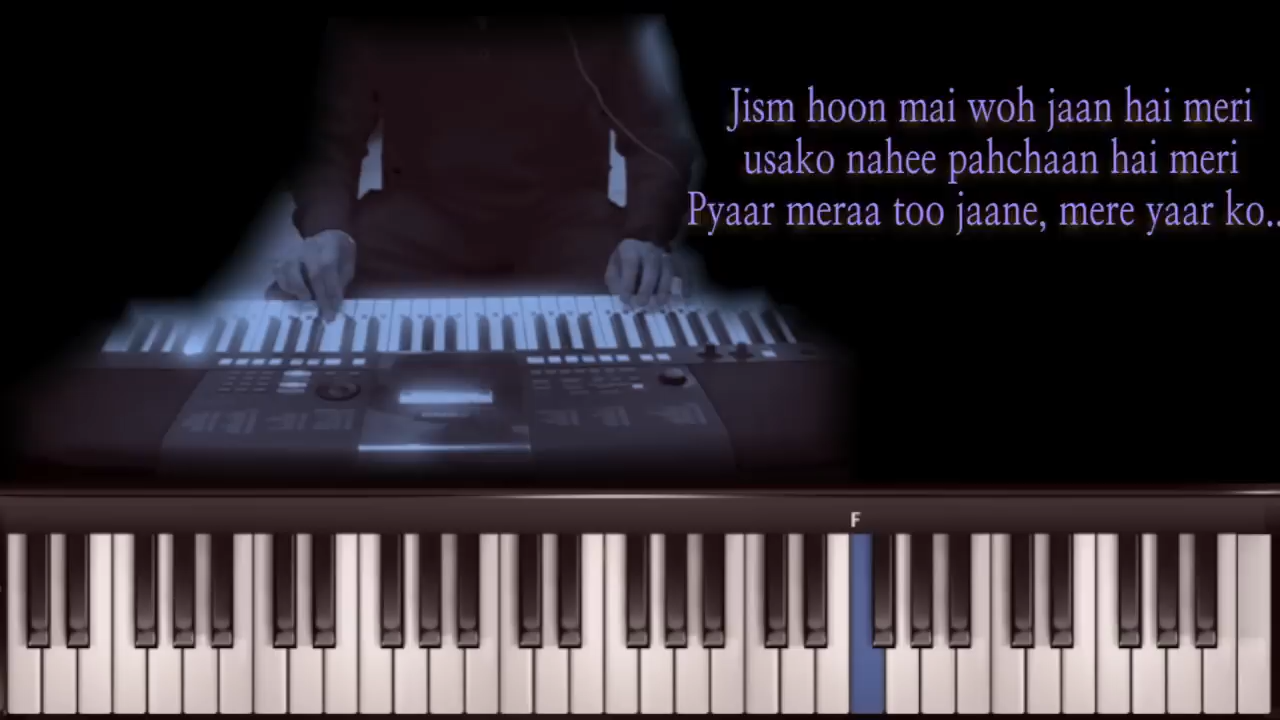 Jism hoon mai woh jaan hai meri
usako nahee pahchaan hai meri
Pyaar meraa too jaane, mere yaar ko..
F